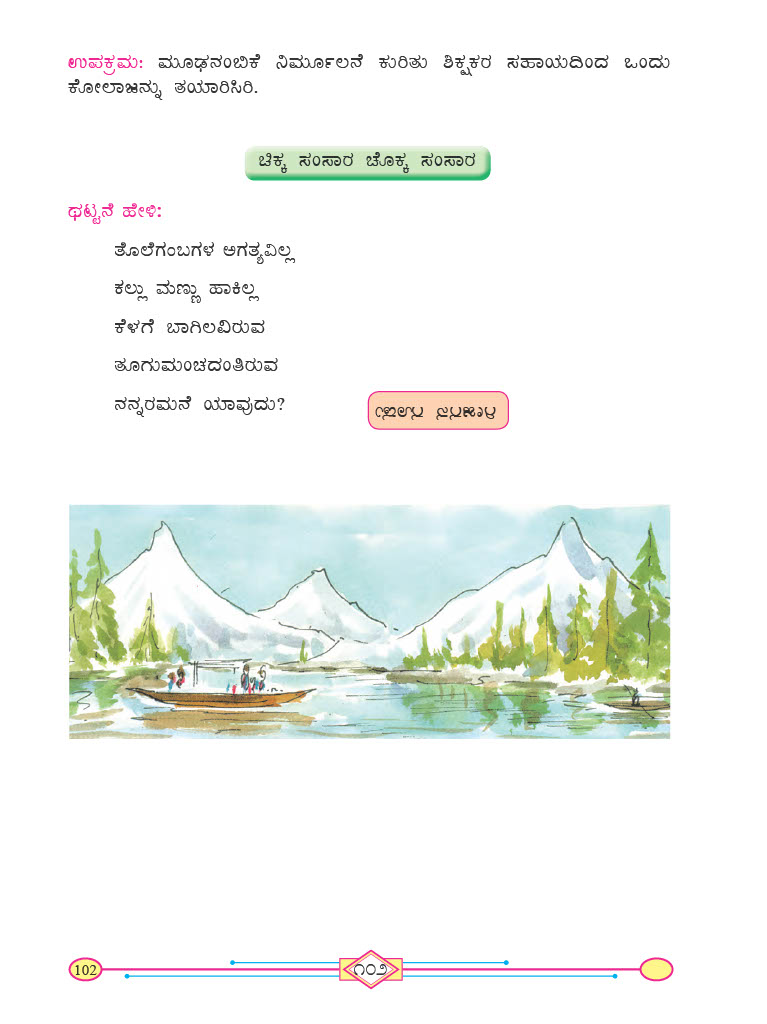 ಉಪಕ್ರಮ: ಮೂಢನಂಬಿಕೆ ನಿರ್ಮೂಲನೆ ಕುರಿತು ಶಿಕ್ಷಕರ ಸಹಾಯದಿಂದ ಒಂದು
ಕೋಲಾಜನ್ನು ತಯಾರಿಸಿರಿ.
ಚಿಕ್ಕ ಸಂಸಾರ ಚೊಕ್ಕ ಸಂಸಾರ
ಥಟ್ಟನೆ ಹೇಳಿ:
ತೊಲೆಗಂಬಗಳ ಅಗತ್ಯವಿಲ್ಲ
ಕಲ್ಲು ಮಣ್ಣು ಹಾಕಿಲ್ಲ
ಕೆಳಗೆ ಬಾಗಿಲವಿರುವ
ತೂಗುಮಂಚದಂತಿರುವ
ನನ್ನರಮನೆ ಯಾವುದು?
102
೧೦೨